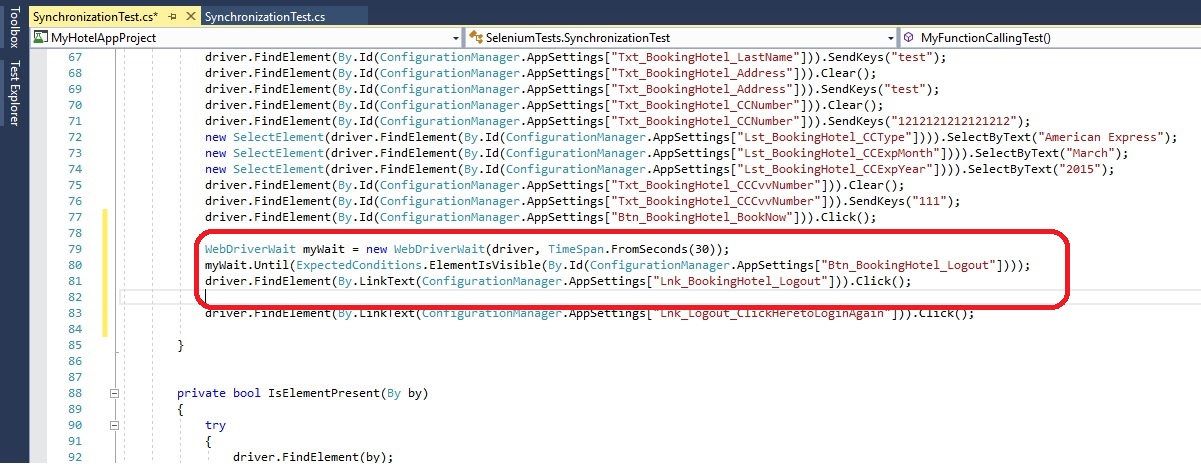 Toolbox
Test Explorer
SynchronizationTest.cs*
SynchronizationTest.cs
MyHotelAppProject
SeleniumTests.SynchronizationTest
MyFunctionCallingTest()
67 driver.FindElement(By.Id(ConfigurationManager.AppSettings["Txt_BookingHotel_LastName"])).SendKeys("test");
68 driver.FindElement(By.Id(ConfigurationManager.AppSettings["Txt_BookingHotel_Address"])).Clear();
69 driver.FindElement(By.Id(ConfigurationManager.AppSettings["Txt_BookingHotel_Address"])).SendKeys("test");
70 driver.FindElement(By.Id(ConfigurationManager.AppSettings["Txt_BookingHotel_CCNumber"])).Clear();
71 driver.FindElement(By.Id(ConfigurationManager.AppSettings["Txt_BookingHotel_CCNumber"])).SendKeys("1212121212121212");
72 new SelectElement(driver.FindElement(By.Id(ConfigurationManager.AppSettings["Lst_BookingHotel_CCType"]))).SelectByText("American Express");
73 new SelectElement(driver.FindElement(By.Id(ConfigurationManager.AppSettings["Lst_BookingHotel_CCExpMonth"]))).SelectByText("March");
74 new SelectElement(driver.FindElement(By.Id(ConfigurationManager.AppSettings["Lst_BookingHotel_CCExpYear"]))).SelectByText("2015");
75 driver.FindElement(By.Id(ConfigurationManager.AppSettings["Txt_BookingHotel_CCCvvNumber"])).Clear();
76 driver.FindElement(By.Id(ConfigurationManager.AppSettings["Txt_BookingHotel_CCCvvNumber"])).SendKeys("111");
77 driver.FindElement(By.Id(ConfigurationManager.AppSettings["Btn_BookingHotel_BookNow"])).Click();
78
79 WebDriverWait myWait = new WebDriverWait(driver, TimeSpan.FromSeconds(30));
80 myWait.Until(ExpectedConditions.ElementIsVisible(By.Id(ConfigurationManager.AppSettings["Btn_BookingHotel_Logout"])));
81 driver.FindElement(By.LinkText(ConfigurationManager.AppSettings["Lnk_BookingHotel_Logout"])).Click();
82
83 driver.FindElement(By.LinkText(ConfigurationManager.AppSettings["Lnk_Logout_ClickHeretoLoginAgain"])).Click();
84
85 }
86
87
88 private bool IsElementPresent(By by)
89 {
90 try
91 {
92 driver.FindElement(by);